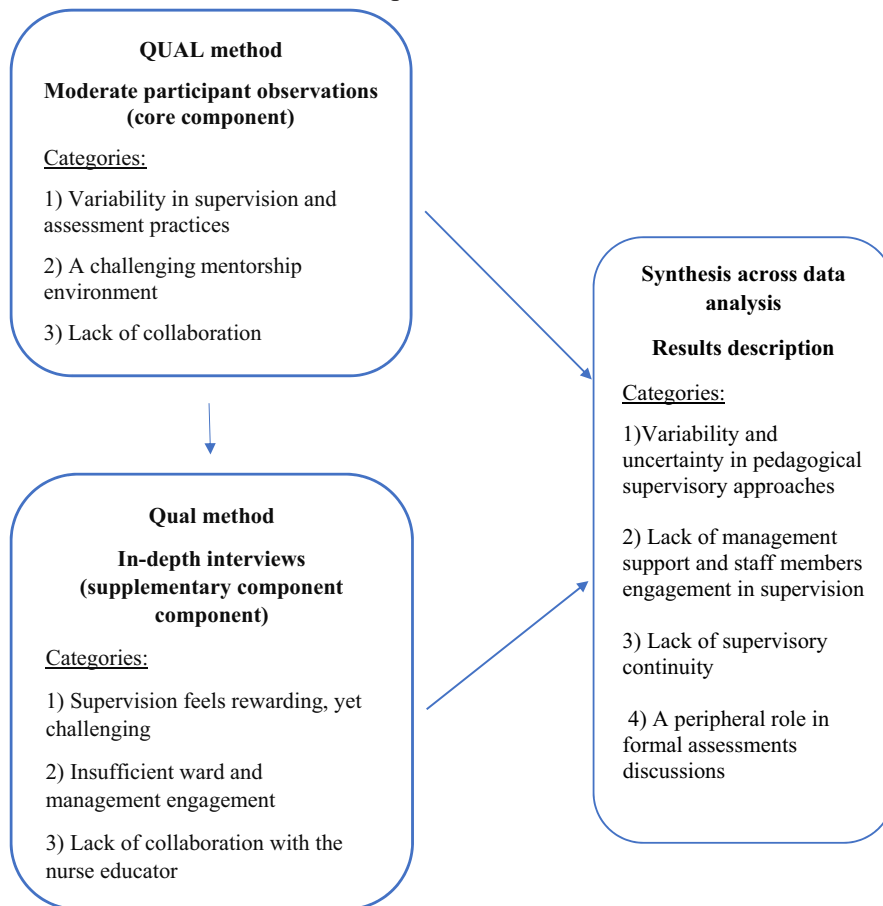 QUAL method
Moderate participant observations
(core component)
Categories:
1) Variability in supervision and
assessment practices
2) A challenging mentorship
environment
3) Lack of collaboration
Qual method
In-depth interviews
(supplementary component
component)
Categories:
1) Supervision feels rewarding, yet
challenging
2) Insufficient ward and
management engagement
3) Lack of collaboration with the
nurse educator
Synthesis across data
analysis
Results description
Categories:
1)Variability and
uncertainty in pedagogical
supervisory approaches
2) Lack of management
support and staff members
engagement in supervision
3) Lack of supervisory
continuity
4) A peripheral role in
formal assessments
discussions